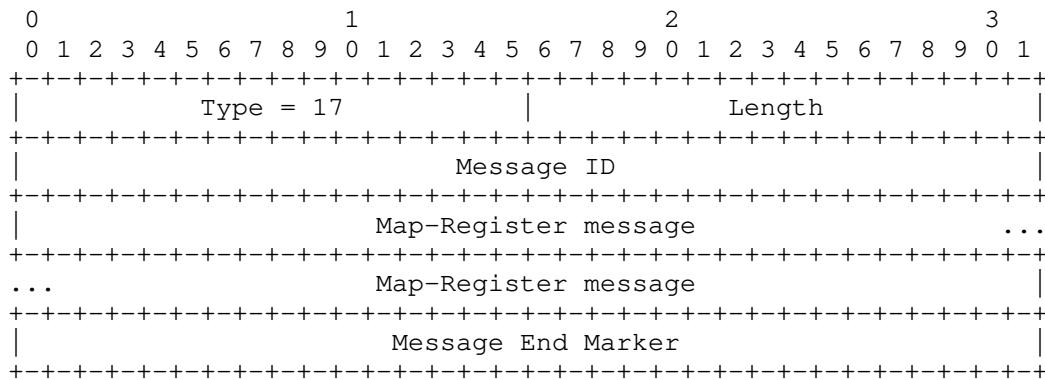 0                   1                   2                   3
 0 1 2 3 4 5 6 7 8 9 0 1 2 3 4 5 6 7 8 9 0 1 2 3 4 5 6 7 8 9 0 1
+-+-+-+-+-+-+-+-+-+-+-+-+-+-+-+-+-+-+-+-+-+-+-+-+-+-+-+-+-+-+-+-+
|           Type = 17           |            Length             |
+-+-+-+-+-+-+-+-+-+-+-+-+-+-+-+-+-+-+-+-+-+-+-+-+-+-+-+-+-+-+-+-+
|                           Message ID                          |
+-+-+-+-+-+-+-+-+-+-+-+-+-+-+-+-+-+-+-+-+-+-+-+-+-+-+-+-+-+-+-+-+
|                      Map-Register message                   ...
+-+-+-+-+-+-+-+-+-+-+-+-+-+-+-+-+-+-+-+-+-+-+-+-+-+-+-+-+-+-+-+-+
...                    Map-Register message                     |
+-+-+-+-+-+-+-+-+-+-+-+-+-+-+-+-+-+-+-+-+-+-+-+-+-+-+-+-+-+-+-+-+
|                       Message End Marker                      |
+-+-+-+-+-+-+-+-+-+-+-+-+-+-+-+-+-+-+-+-+-+-+-+-+-+-+-+-+-+-+-+-+